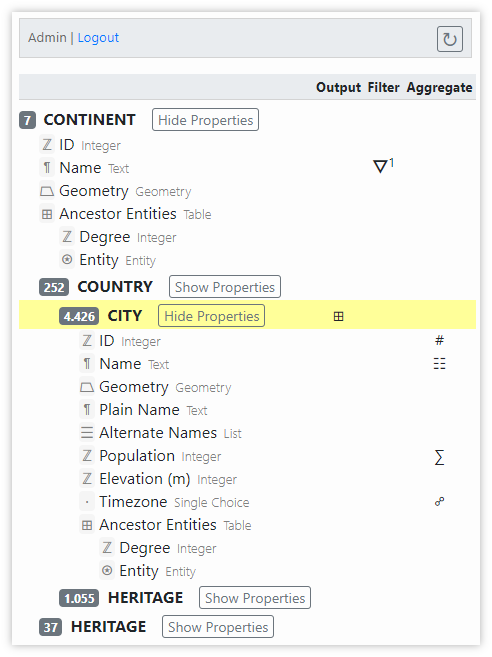 Admin | Logout ↻
Output Filter Aggregate
7 CONTINENT Hide Properties
ℤ ID Integer
¶ Name Text 1
Geometry Geometry
Ancestor Entities Table
ℤ Degree Integer
Entity Entity
252 COUNTRY Show Properties
4.426 CITY Hide Properties
ℤ ID Integer #
¶ Name Text
Geometry Geometry
¶ Plain Name Text
Alternate Names List
ℤ Population Integer ∑
ℤ Elevation (m) Integer
· Timezone Single Choice
Ancestor Entities Table
ℤ Degree Integer
Entity Entity
1.055 HERITAGE Show Properties
37 HERITAGE Show Properties